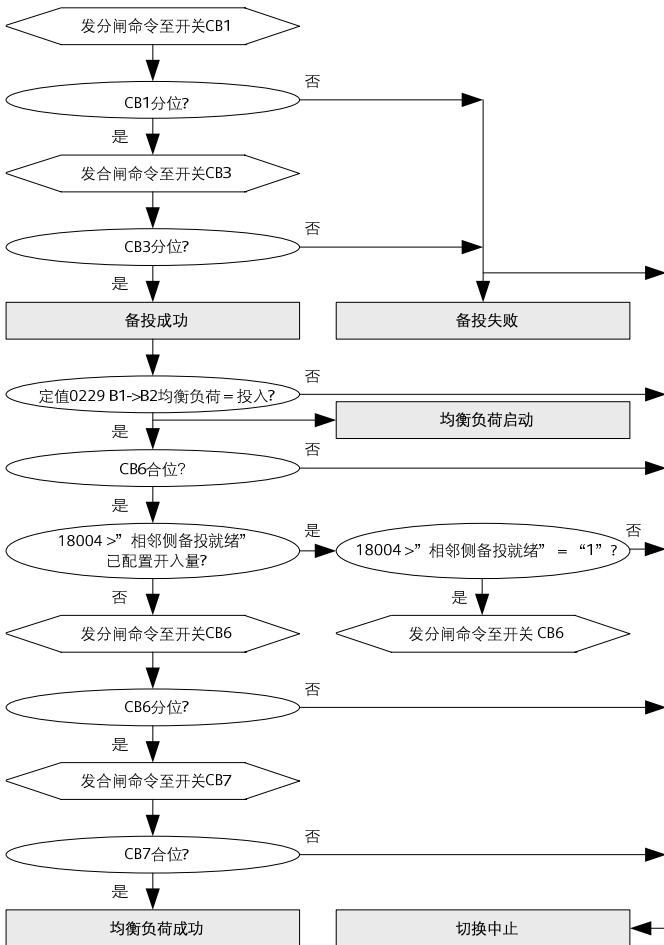 发分闸命令至开关CB1
否
CB1分位?
是
发合闸命令至开关CB3
否
CB3分位?
是
备投成功
备投失败
否
定值0229 B1->B2均衡负荷=投入?
均衡负荷启动
是
否
CB6合位?
是
18004 >”相邻侧备投就绪”
已配置开入量?
是
18004 >”相邻侧备投就绪” = “1”?
否
否
是
发分闸命令至开关CB6
发分闸命令至开关 CB6
否
CB6分位?
是
发合闸命令至开关CB7
否
CB7合位?
是
均衡负荷成功
切换中止